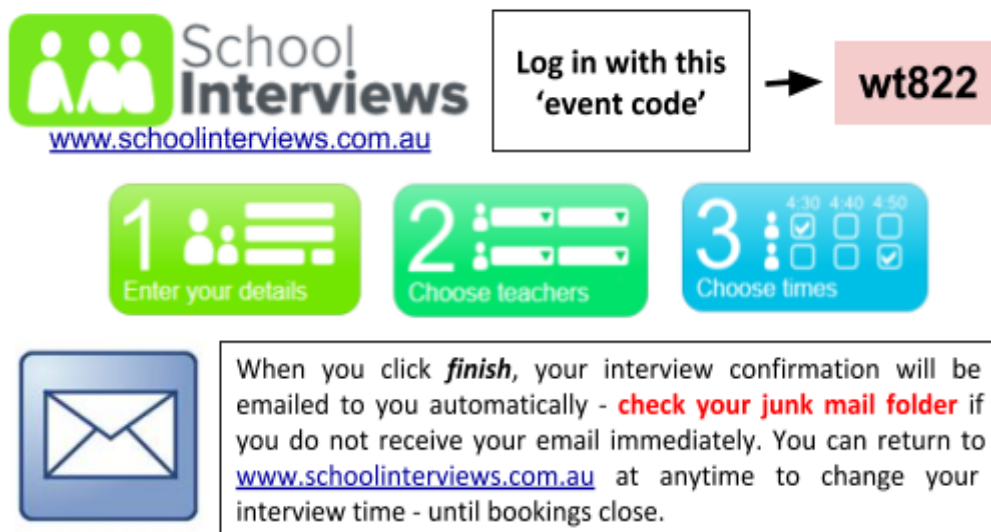 School
Interviews
www.schoolinterviews.com.au
Log in with this
‘event code’
wt822
1
Enter your details
2
Choose teachers
3
4:30 4:40 4:50
Choose times
When you click finish, your interview confirmation will be
emailed to you automatically - check your junk mail folder if
you do not receive your email immediately. You can return to
www.schoolinterviews.com.au at anytime to change your
interview time - until bookings close.